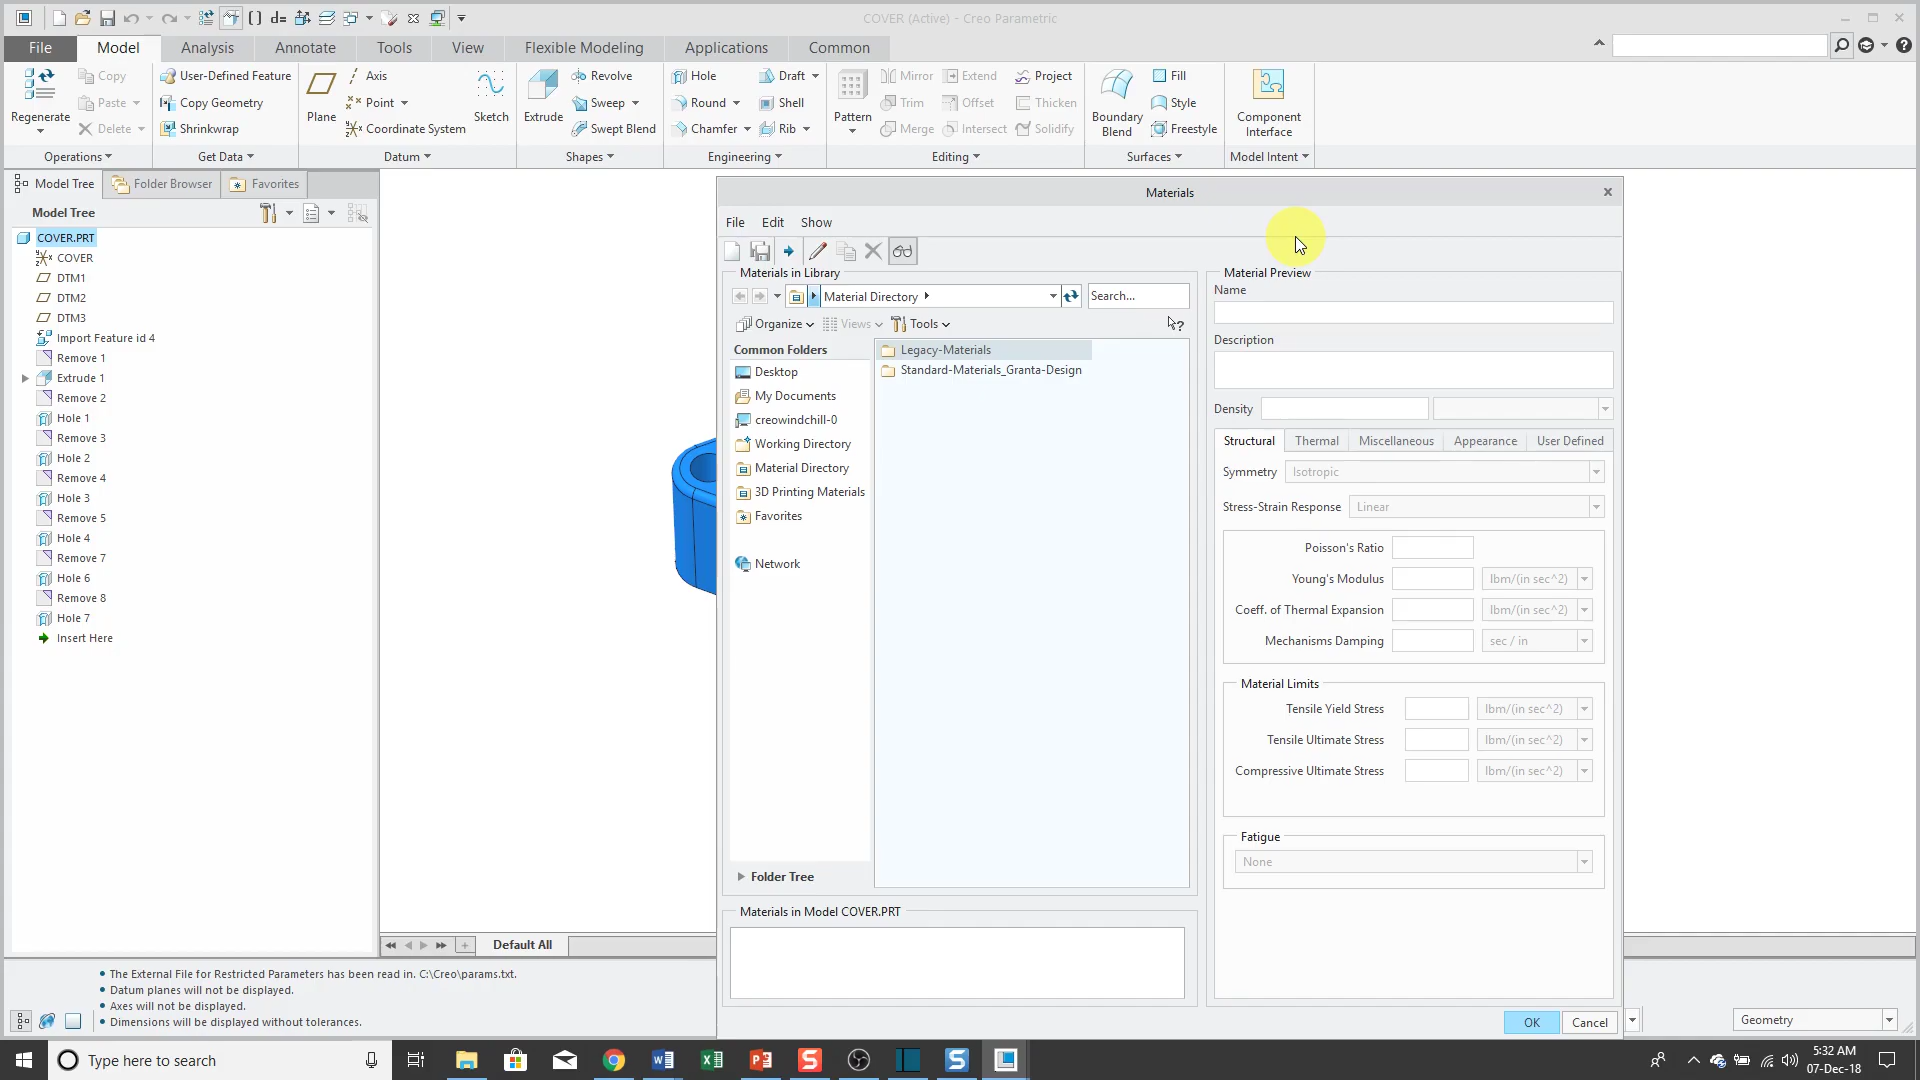 COVER (Active) - Creo Parametric
File
Model
Analysis
Annotate
Tools
View
Flexible Modeling
Applications
Common
Regenerate
Copy
Paste
Delete
Operations
User-Defined Feature
Copy Geometry
Shrinkwrap
Get Data
Plane
Axis
Point
Coordinate System
Sketch
Datum
Extrude
Revolve
Sweep
Swept Blend
Shapes
Hole
Round
Chamfer
Draft
Shell
Rib
Engineering
Pattern
Mirror
Trim
Merge
Extend
Offset
Intersect
Project
Thicken
Solidify
Editing
Boundary
Blend
Fill
Style
Freestyle
Surfaces
Component
Interface
Model Intent
Model Tree
Folder Browser
Favorites
Model Tree
COVER.PRT
COVER
DTM1
DTM2
DTM3
Import Feature id 4
Remove 1
Extrude 1
Remove 2
Hole 1
Remove 3
Hole 2
Remove 4
Hole 3
Remove 5
Hole 4
Remove 7
Hole 6
Remove 8
Hole 7
Insert Here
Materials
File
Edit
Show
Materials in Library
Material Directory
Search...
Organize
Views
Tools
Common Folders
Desktop
My Documents
creowindchill-0
Working Directory
Material Directory
3D Printing Materials
Favorites
Network
Folder Tree
Legacy-Materials
Standard-Materials_Granta-Design
Materials in Model COVER.PRT
Material Preview
Name
Description
Density
Structural
Thermal
Miscellaneous
Appearance
User Defined
Symmetry
Isotropic
Stress-Strain Response
Linear
Poisson's Ratio
Young's Modulus
lbm/(in sec^2)
Coeff. of Thermal Expansion
lbm/(in sec^2)
Mechanisms Damping
sec / in
Material Limits
Tensile Yield Stress
lbm/(in sec^2)
Tensile Ultimate Stress
lbm/(in sec^2)
Compressive Ultimate Stress
lbm/(in sec^2)
Fatigue
None
OK
Cancel
Default All
• The External File for Restricted Parameters has been read in. C:\Creo\params.txt.
• Datum planes will not be displayed.
• Axes will not be displayed.
• Dimensions will be displayed without tolerances.
Geometry
Type here to search
5:32 AM
07-Dec-18